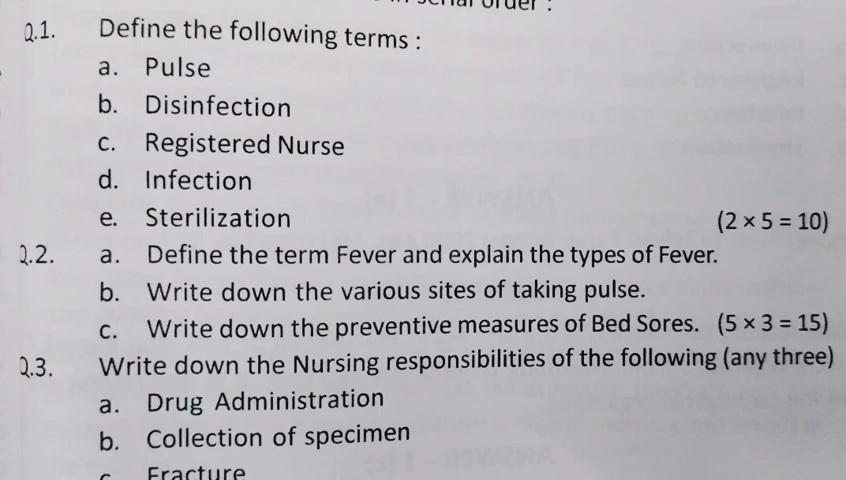 in serial order :
Q.1. Define the following terms :
a. Pulse
b. Disinfection
c. Registered Nurse
d. Infection
e. Sterilization (2 × 5 = 10)
Q.2. a. Define the term Fever and explain the types of Fever.
b. Write down the various sites of taking pulse.
c. Write down the preventive measures of Bed Sores. (5 × 3 = 15)
Q.3. Write down the Nursing responsibilities of the following (any three)
a. Drug Administration
b. Collection of specimen
c. Fracture